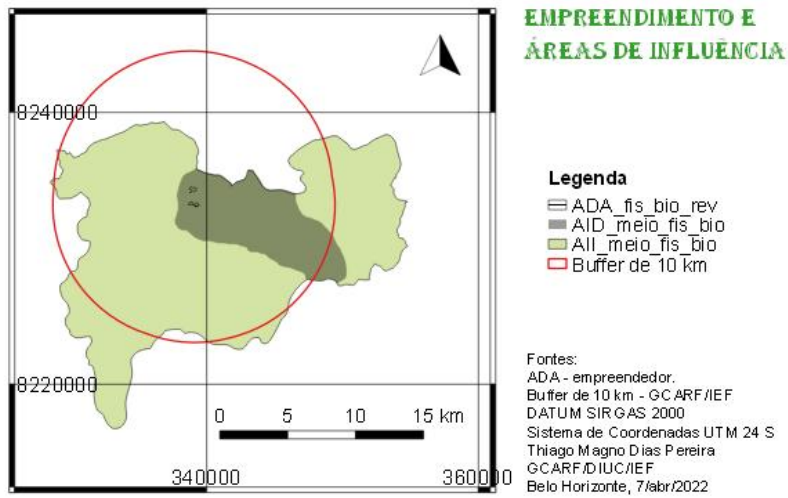 EMPREENDIMENTO E
ÁREAS DE INFLUÊNCIA
8240000
8220000
0 5 10 15 km
340000 360000
Legenda
ADA_fis_bio_rev
AID_meio_fis_bio
AII_meio_fis_bio
Buffer de 10 km
Fontes:
ADA - empreendedor.
Buffer de 10 km - GCARF/IEF
DATUM SIRGAS 2000
Sistema de Coordenadas UTM 24 S
Thiago Magno Dias Pereira
GCARF/DIUC/IEF
Belo Horizonte, 7/abr/2022